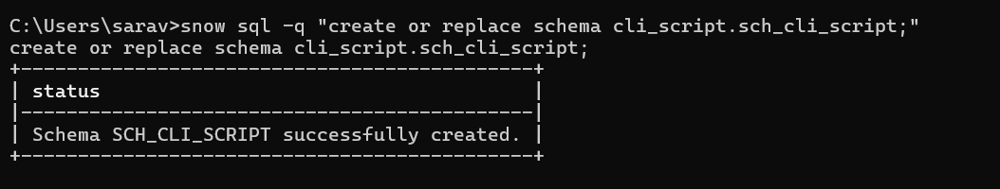 C:\Users\sarav>snow sql -q "create or replace schema cli_script.sch_cli_script;"
create or replace schema cli_script.sch_cli_script;
+---------------------------------------------+
| status                                      |
|---------------------------------------------|
| Schema SCH_CLI_SCRIPT successfully created. |
+---------------------------------------------+